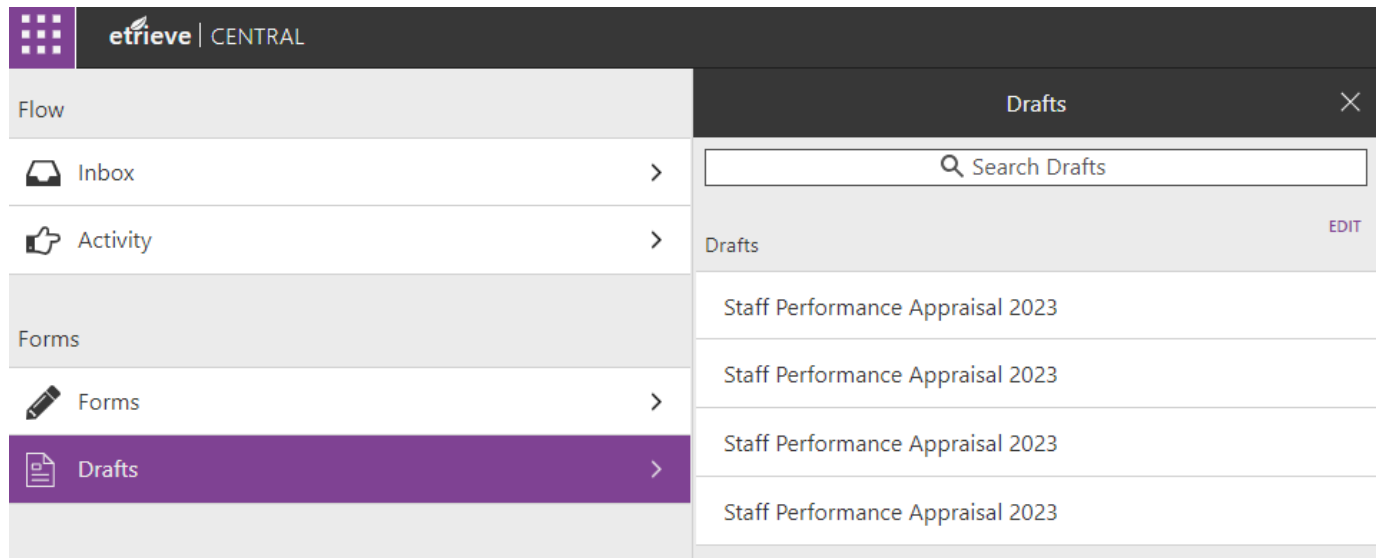 etrieve | CENTRAL
Flow
Inbox
Activity
Forms
Forms
Drafts
Drafts
Search Drafts
EDIT
Drafts
Staff Performance Appraisal 2023
Staff Performance Appraisal 2023
Staff Performance Appraisal 2023
Staff Performance Appraisal 2023